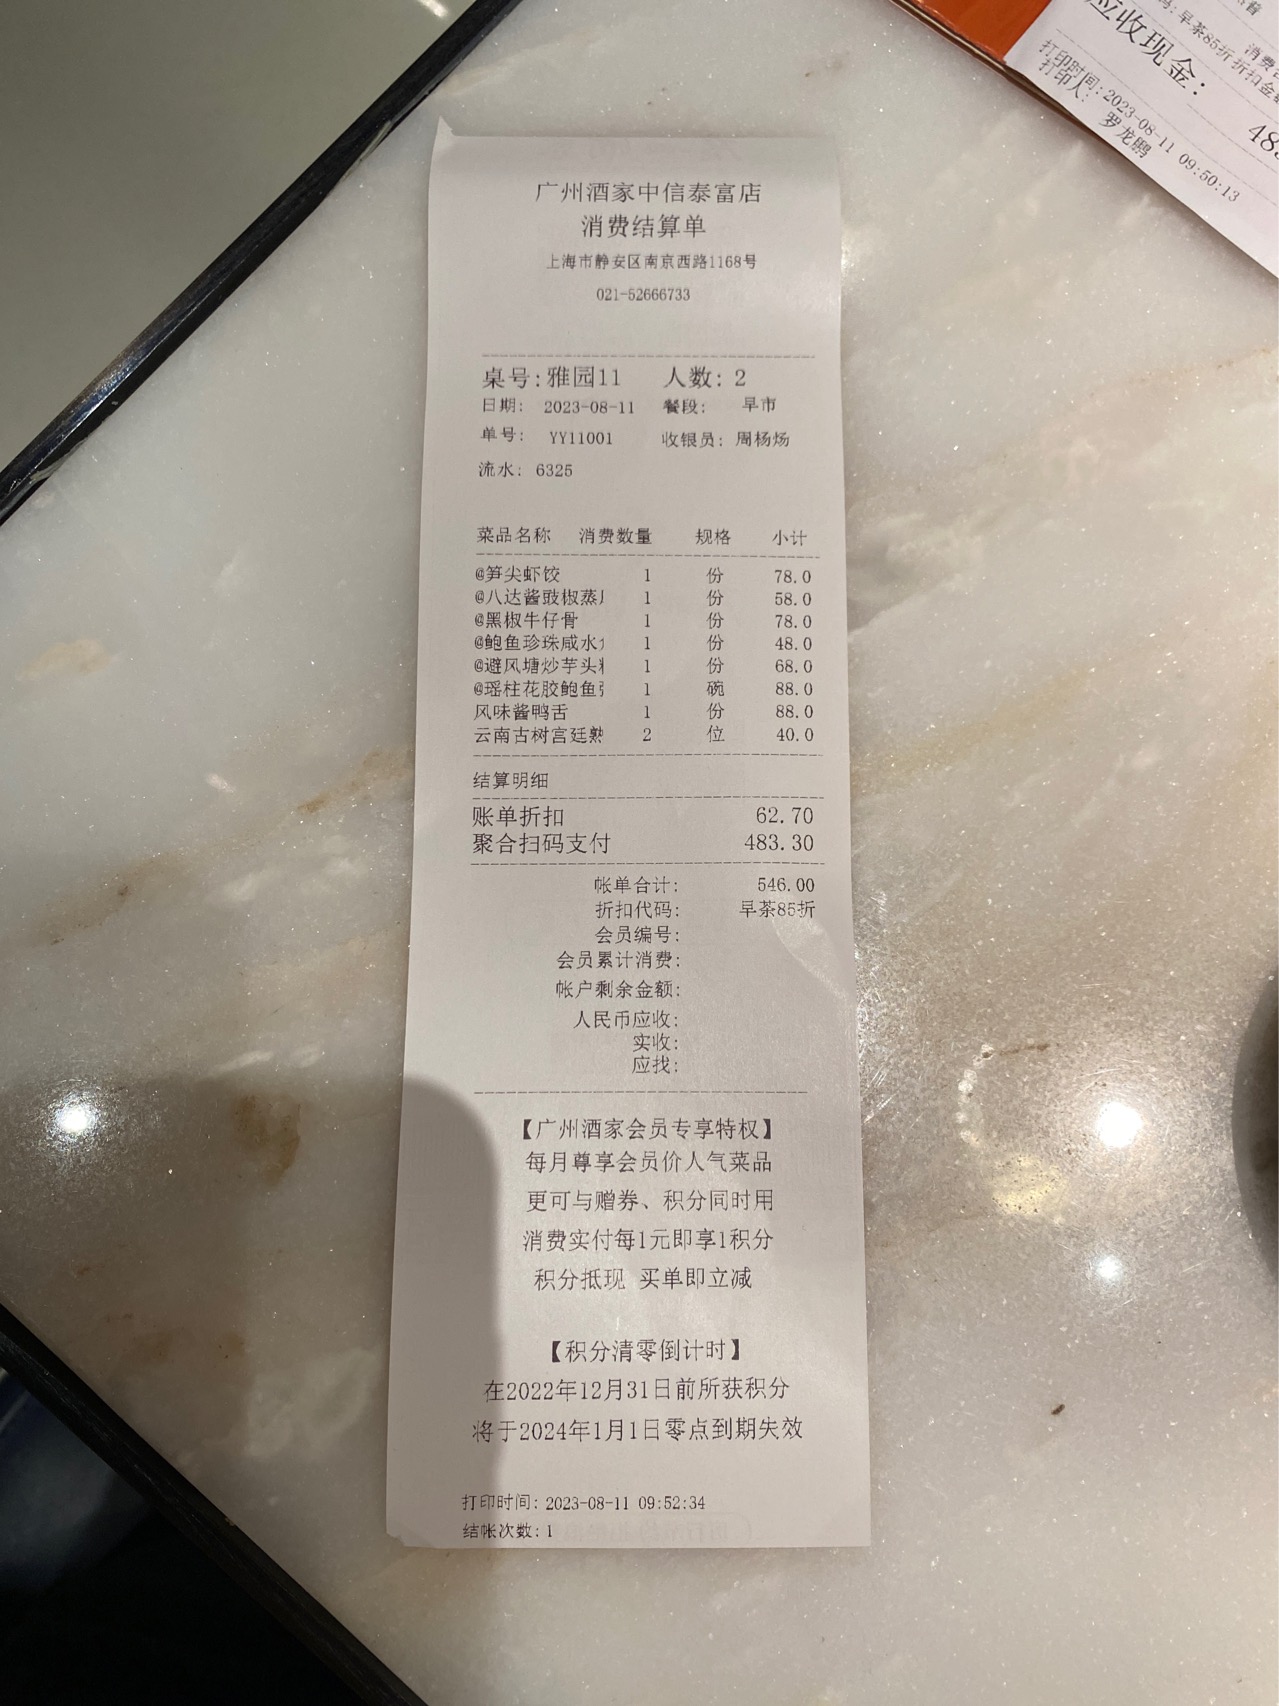 广州酒家中信泰富店
消费结算单
上海市静安区南京西路1168号
021-52666733
桌号:雅园11 人数: 2
日期: 2023-08-11 餐段: 早市
单号: YY11001 收银员: 周杨炀
流水: 6325
菜品名称 消费数量 规格 小计
@笋尖虾饺 1 份 78.0
@八达酱豉椒蒸 1 份 58.0
@黑椒牛仔骨 1 份 78.0
@鲍鱼珍珠咸水 1 份 48.0
@避风塘炒芋头 1 份 68.0
@瑶柱花胶鲍鱼 1 碗 88.0
风味酱鸭舌 1 份 88.0
云南古树宫廷熟 2 位 40.0
结算明细
账单折扣 62.70
聚合扫码支付 483.30
帐单合计: 546.00
折扣代码: 早茶85折
会员编号:
会员累计消费:
帐户剩余金额:
人民币应收:
实收:
应找:
【广州酒家会员专享特权】
每月尊享会员价人气菜品
更可与赠券、积分同时用
消费实付每1元即享1积分
积分抵现 买单即立减
【积分清零倒计时】
在2022年12月31日前所获积分
将于2024年1月1日零点到期失效
打印时间: 2023-08-11 09:52:34
结帐次数: 1
消费
早茶85折 折扣金
应收现金: 48
打印时间: 2023-08-11 09:50:13
打印人: 罗龙鹏